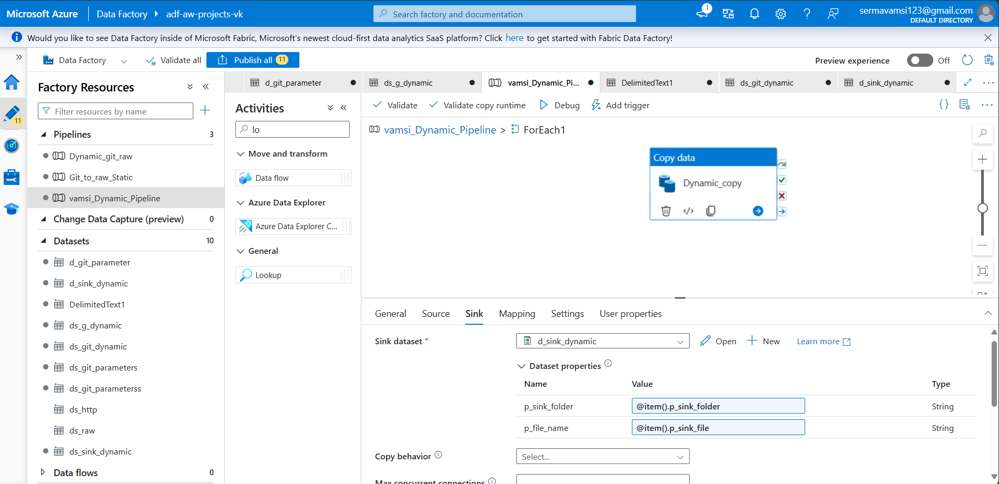 Microsoft Azure
Data Factory
adf-aw-projects-vk
Search factory and documentation
1
sermavamsi123@gmail.com
DEFAULT DIRECTORY
Would you like to see Data Factory inside of Microsoft Fabric, Microsoft's newest cloud-first data analytics SaaS platform? Click here to get started with Fabric Data Factory!
Data Factory
Validate all
Publish all 11
Preview experience
Off
11
Factory Resources
Filter resources by name
Pipelines 3
Dynamic_git_raw
Git_to_raw_Static
vamsi_Dynamic_Pipeline
Change Data Capture (preview) 0
Datasets 10
d_git_parameter
d_sink_dynamic
DelimitedText1
ds_g_dynamic
ds_git_dynamic
ds_git_parameters
ds_git_parameterss
ds_http
ds_raw
ds_sink_dynamic
Data flows 0
d_git_parameter
ds_g_dynamic
vamsi_Dynamic_Pi...
DelimitedText1
ds_git_dynamic
d_sink_dynamic
Activities
lo
Move and transform
Data flow
Azure Data Explorer
Azure Data Explorer C...
General
Lookup
Validate
Validate copy runtime
Debug
Add trigger
vamsi_Dynamic_Pipeline > ForEach1
Copy data
Dynamic_copy
General
Source
Sink
Mapping
Settings
User properties
Sink dataset *
d_sink_dynamic
Open
New
Learn more
Dataset properties
Name Value Type
p_sink_folder @item().p_sink_folder String
p_file_name @item().p_sink_file String
Copy behavior
Select...
Max concurrent connections